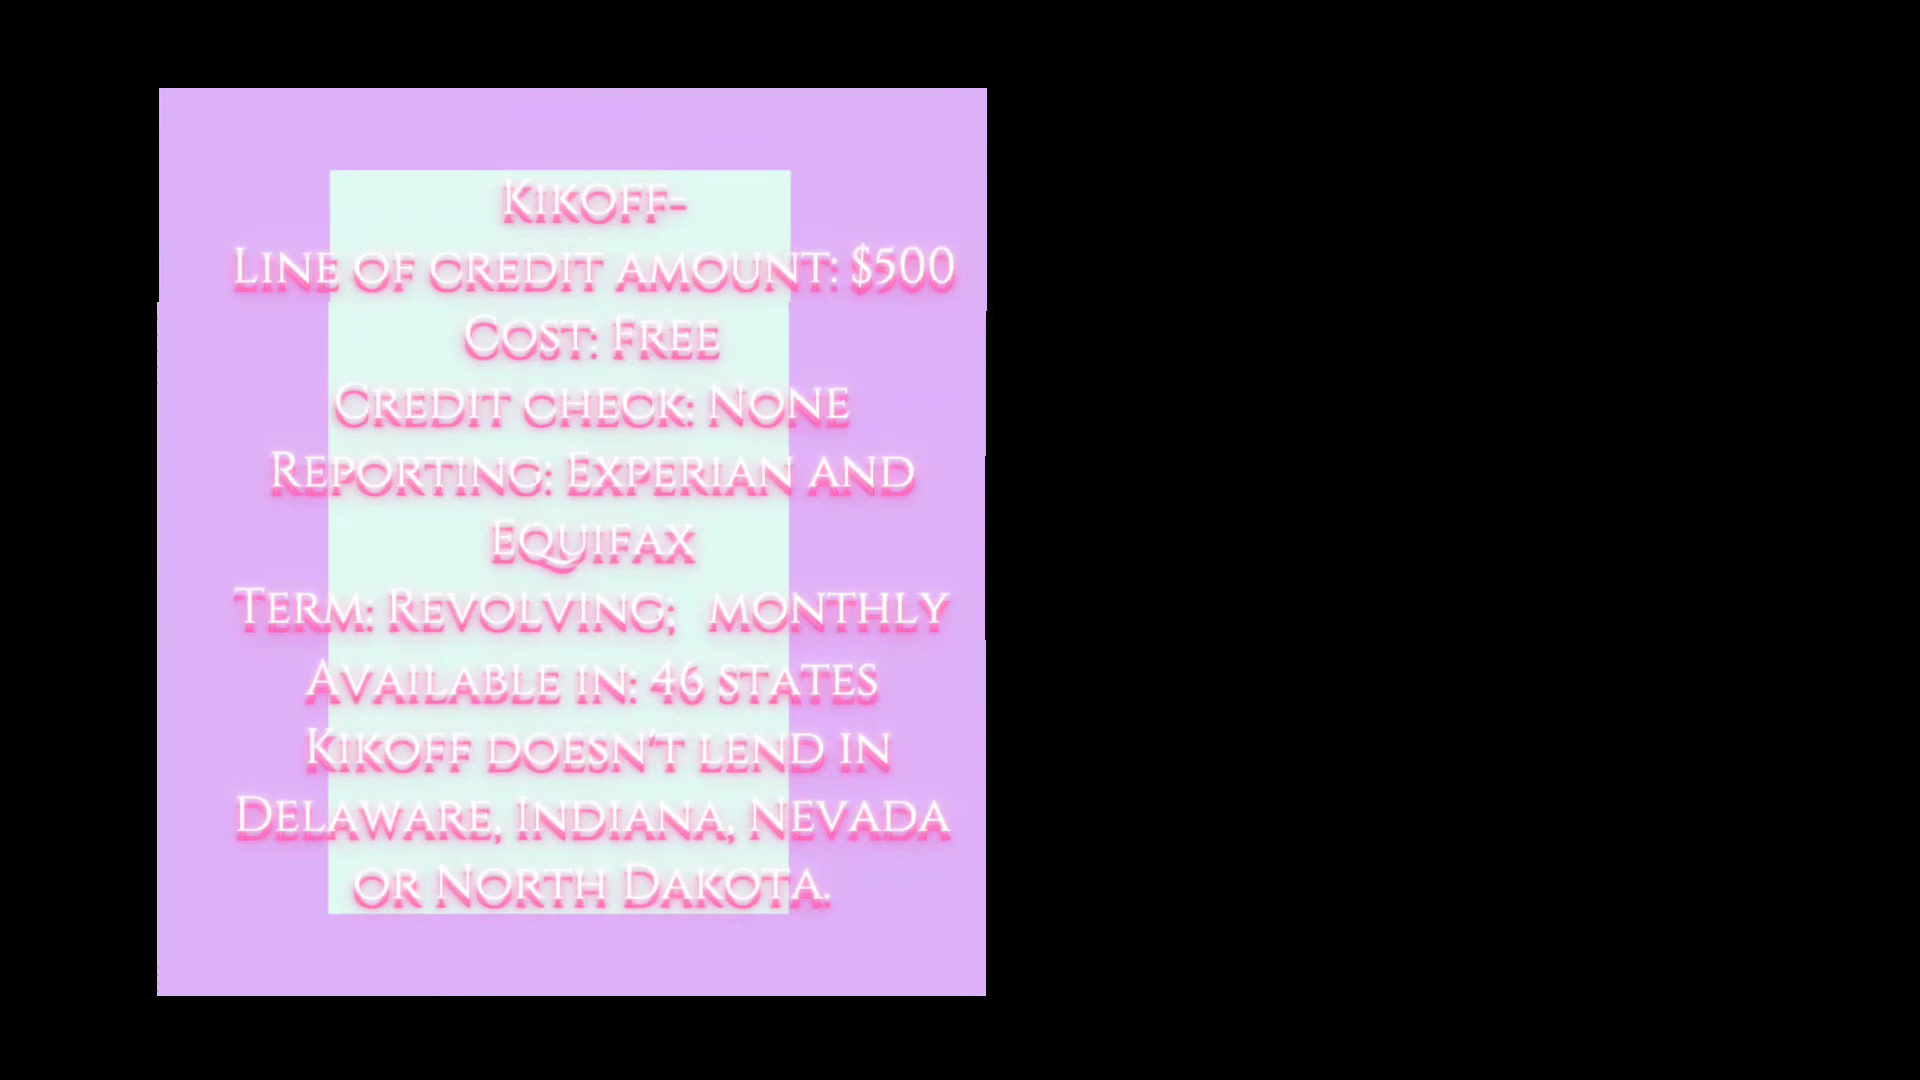 Kikoff-
Line of credit amount: $500
Cost: Free
Credit check: None
Reporting: Experian and
Equifax
Term: Revolving;  monthly
Available in: 46 states
Kikoff doesn't lend in
Delaware, Indiana, Nevada
or North Dakota.